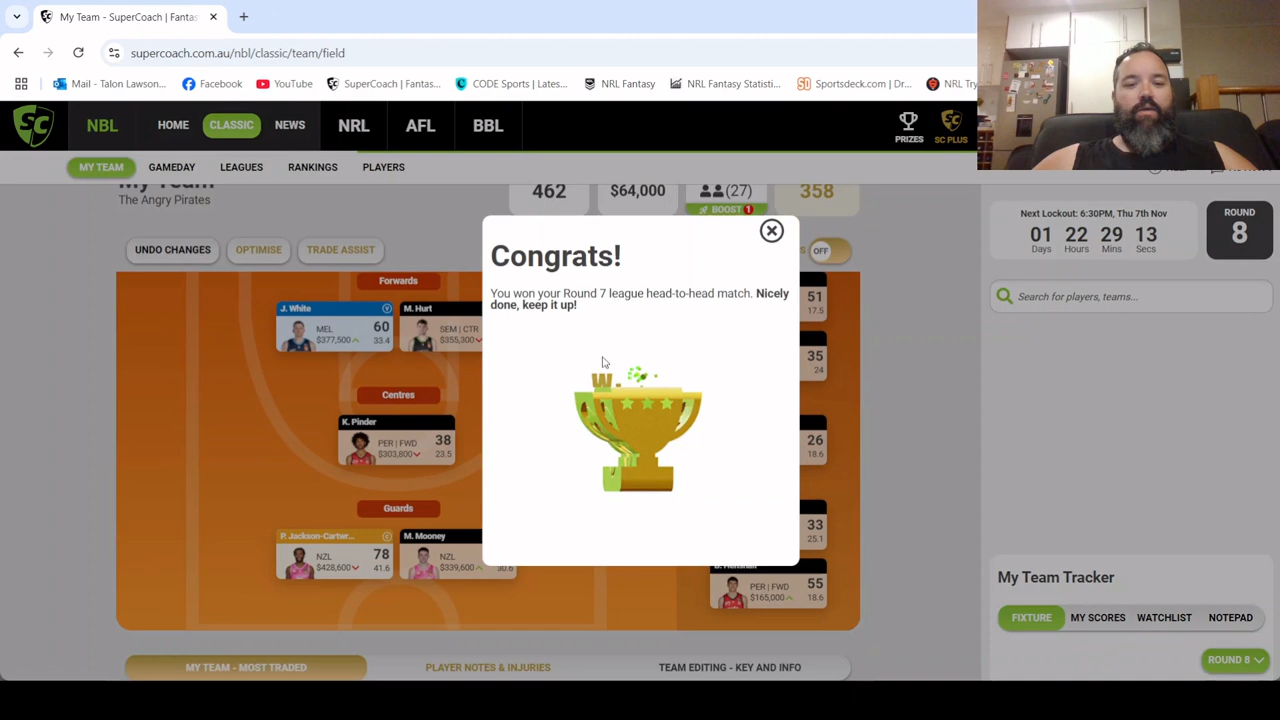 My Team - SuperCoach | Fantas
supercoach.com.au/nbl/classic/team/field
Mail - Talon Lawson...
Facebook
YouTube
SuperCoach | Fantas...
CODE Sports | Lates...
NRL Fantasy
NRL Fantasy Statisti...
Sportsdeck.com | Dr...
NRL Try
SC
NBL
HOME
CLASSIC
NEWS
NRL
AFL
BBL
PRIZES
SC PLUS
MY TEAM
GAMEDAY
LEAGUES
RANKINGS
PLAYERS
My Team
The Angry Pirates
462
$64,000
(27)
BOOST 1
358
UNDO CHANGES
OPTIMISE
TRADE ASSIST
OFF
Next Lockout: 6:30PM, Thu 7th Nov
01 22 29 13
Days Hours Mins Secs
ROUND
8
Search for players, teams...
Congrats!
You won your Round 7 league head-to-head match. Nicely
done, keep it up!
W.
Forwards
J. White
V
MEL
60
$377,500
33.4
M. Hurt
SEM | CTR
$355,300
51
17.5
35
24
Centres
K. Pinder
PER | FWD
38
$303,800
23.5
26
18.6
Guards
P. Jackson-Cartwr...
C
NZL
78
$428,600
41.6
M. Mooney
NZL
$339,600
30.6
33
25.1
PER | FWD
55
$165,000
18.6
My Team Tracker
FIXTURE
MY SCORES
WATCHLIST
NOTEPAD
ROUND 8
MY TEAM - MOST TRADED
PLAYER NOTES & INJURIES
TEAM EDITING - KEY AND INFO